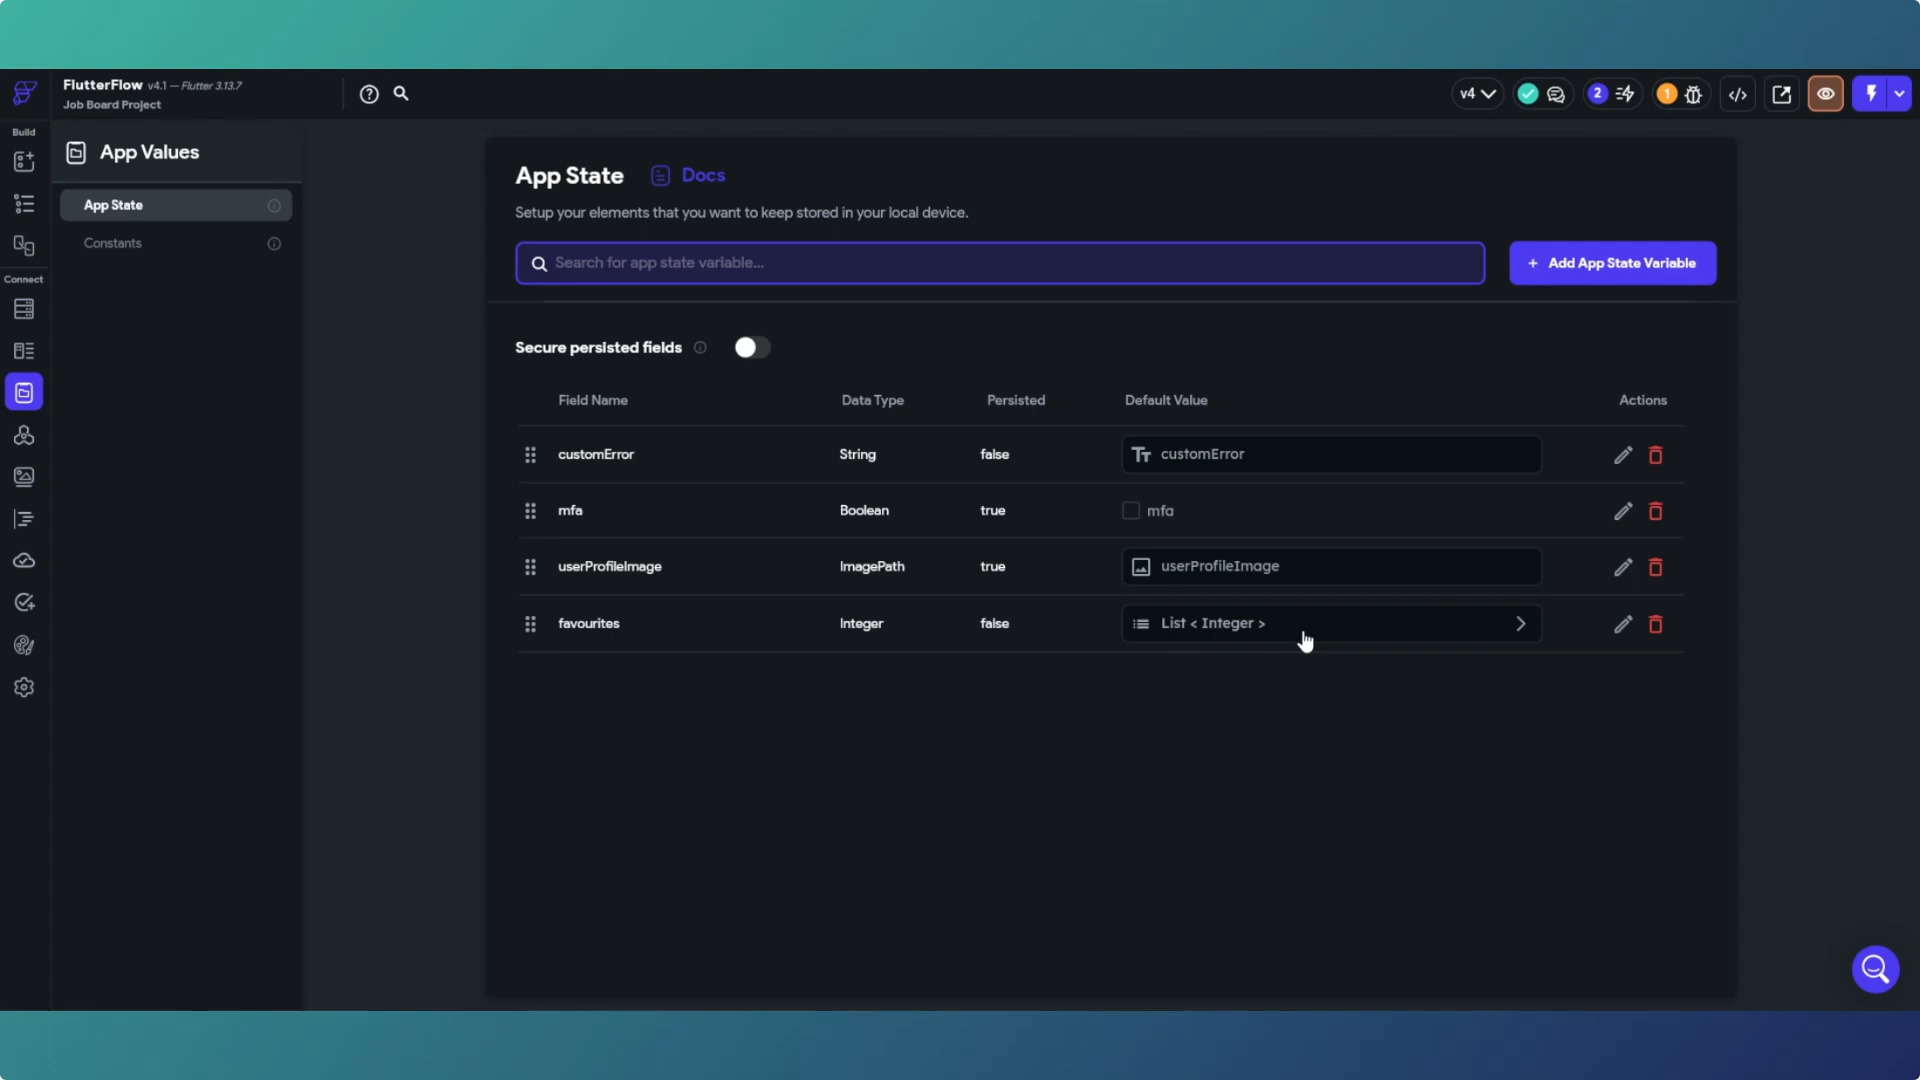 FlutterFlow v4.1 — Flutter 3.13.7
Job Board Project
v4
2
1
Build
Connect
App Values
App State
Constants
App State
Docs
Setup your elements that you want to keep stored in your local device.
Search for app state variable...
+ Add App State Variable
Secure persisted fields
Field Name Data Type Persisted Default Value Actions
customError String false Tт customError
mfa Boolean true mfa
userProfileImage ImagePath true userProfileImage
favourites Integer false List < Integer >